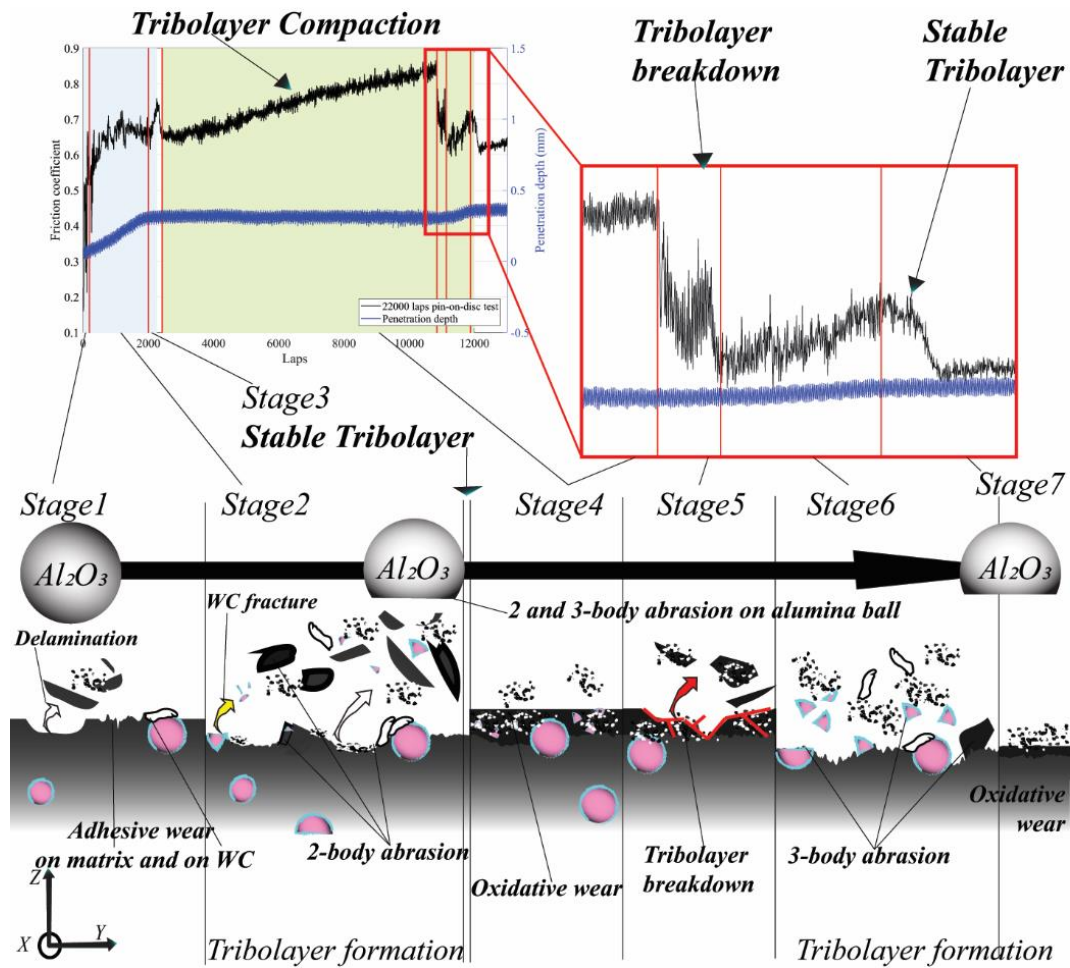 Tribolayer Compaction
Tribolayer
breakdown
Stable
Tribolayer
0.9
0.8
0.7
0.6
0.5
0.4
0.3
0.2
0.1
Friction coefficient
1.5
1
0.5
0
-0.5
Penetration depth (mm)
22000 laps pin-on-disc test
Penetration depth
0
2000
4000
6000
8000
10000
12000
Laps
Stage3
Stable Tribolayer
Stage1
Stage2
Stage4
Stage5
Stage6
Stage7
Al₂O₃
Al₂O₃
Al₂O₃
Delamination
WC fracture
2 and 3-body abrasion on alumina ball
Adhesive wear
on matrix and on WC
2-body abrasion
Oxidative wear
Tribolayer
breakdown
3-body abrasion
Oxidative
wear
Z
X
Y
Tribolayer formation
Tribolayer formation